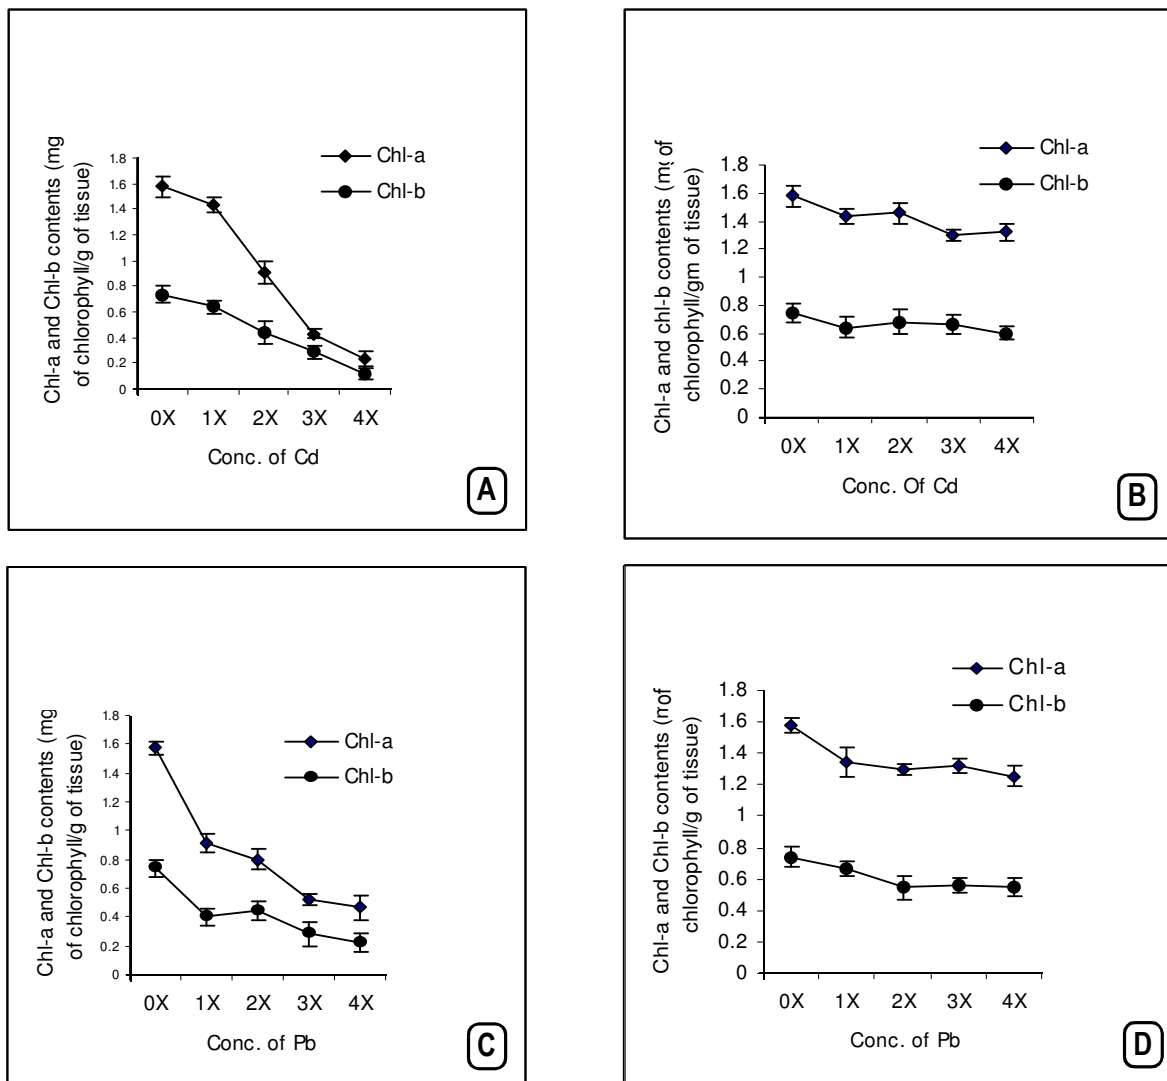 Chl-a and Chl-b contents (mg
of chlorophyll/g of tissue)
1.8
1.6
1.4
1.2
1
0.8
0.6
0.4
0.2
0
Chl-a
Chl-b
0X 1X 2X 3X 4X
Conc. of Cd
A
Chl-a and chl-b contents (mg of
chlorophyll/gm of tissue)
1.8
1.6
1.4
1.2
1
0.8
0.6
0.4
0.2
0
Chl-a
Chl-b
0X 1X 2X 3X 4X
Conc. Of Cd
B
Chl-a and Chl-b contents (mg
of chlorophyll/g of tissue)
1.8
1.6
1.4
1.2
1
0.8
0.6
0.4
0.2
0
Chl-a
Chl-b
0X 1X 2X 3X 4X
Conc. of Pb
C
Chl-a and Chl-b contents
chlorophyll/g of tissue)
1.8
1.6
1.4
1.2
1
0.8
0.6
0.4
0.2
0
Chl-a
Chl-b
0X 1X 2X 3X 4X
Conc. of Pb
D